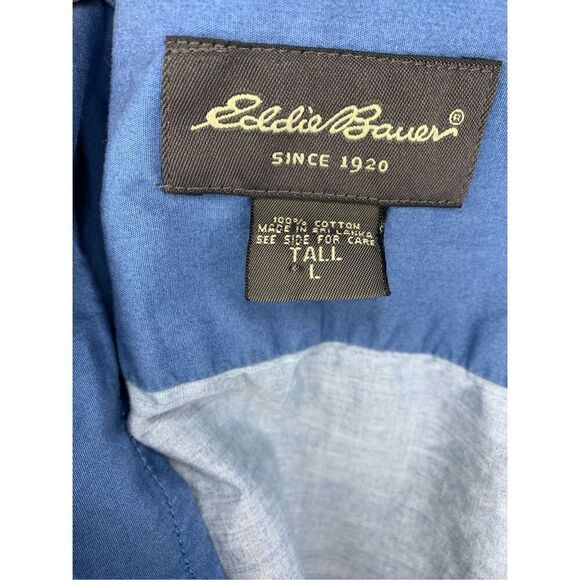 Eddie Bauer®
SINCE 1920
100% COTTON
MADE IN SRI LANKA
SEE SIDE FOR CARE
TALL
L